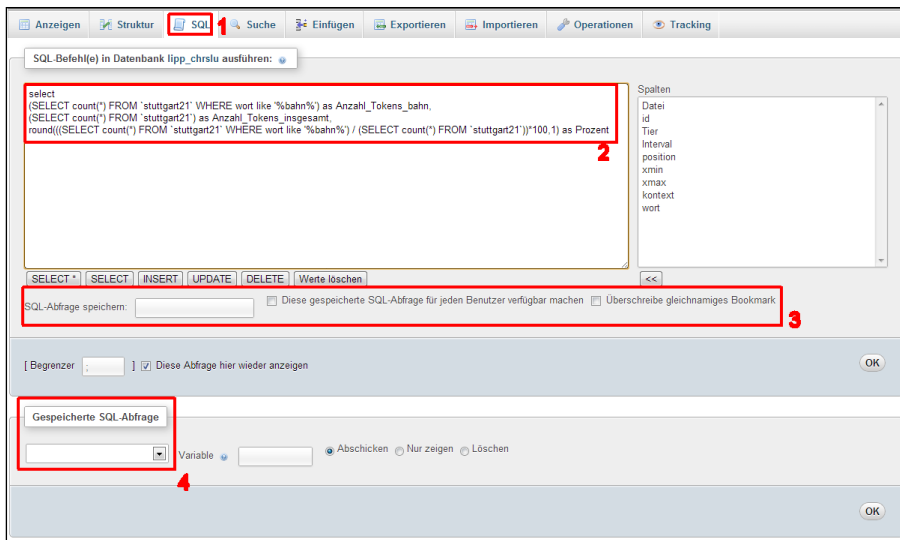 Anzeigen Struktur SQL 1 Suche Einfügen Exportieren Importieren Operationen Tracking
SQL-Befehl(e) in Datenbank lipp_chrslu ausführen:
select
(SELECT count(*) FROM `stuttgart21` WHERE wort like '%bahn%') as Anzahl_Tokens_bahn,
(SELECT count(*) FROM `stuttgart21`) as Anzahl_Tokens_insgesamt,
round(((SELECT count(*) FROM `stuttgart21` WHERE wort like '%bahn%') / (SELECT count(*) FROM `stuttgart21`))*100,1) as Prozent
2
Spalten
Datei
id
Tier
Interval
position
xmin
xmax
kontext
wort
SELECT * SELECT INSERT UPDATE DELETE Werte löschen
<<
SQL-Abfrage speichern: Diese gespeicherte SQL-Abfrage für jeden Benutzer verfügbar machen Überschreibe gleichnamiges Bookmark
3
[ Begrenzer ; ] Diese Abfrage hier wieder anzeigen
OK
Gespeicherte SQL-Abfrage
Variable Abschicken Nur zeigen Löschen
4
OK